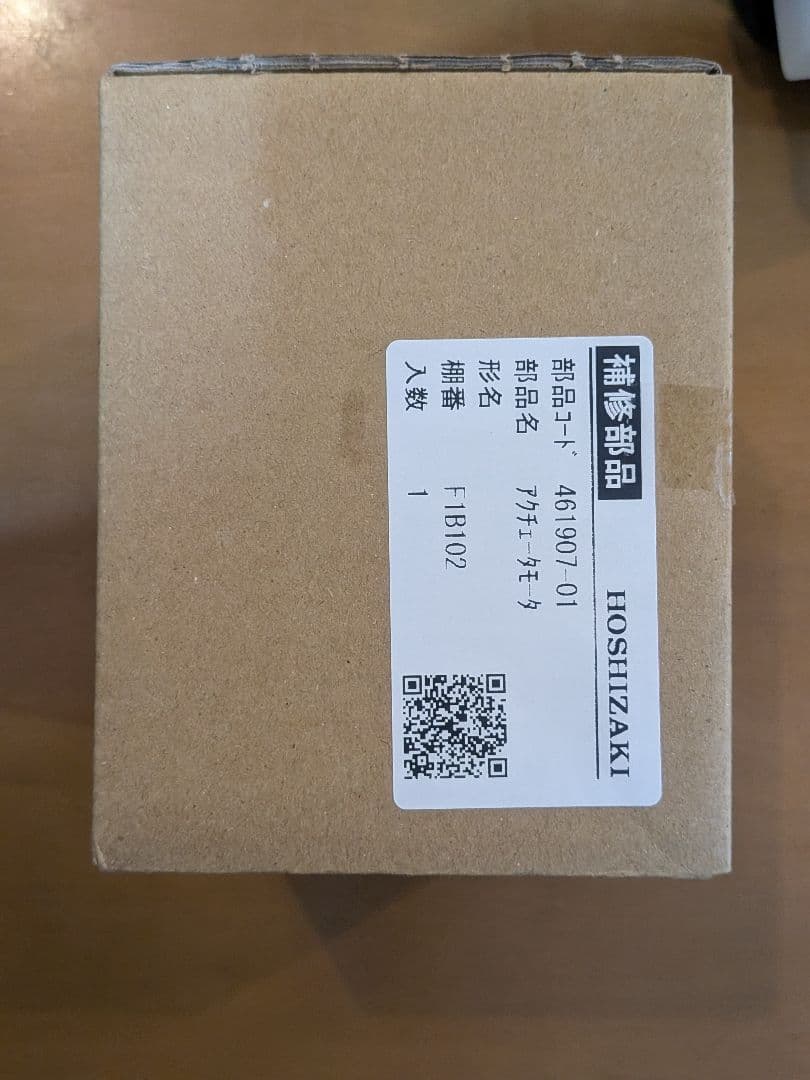 補修部品 HOSHIZAKI
部品ｺｰﾄﾞ 461907-01
部品名 ｱｸﾁｪｰﾀﾓｰﾀ
形名
棚番 F1B102
入数 1